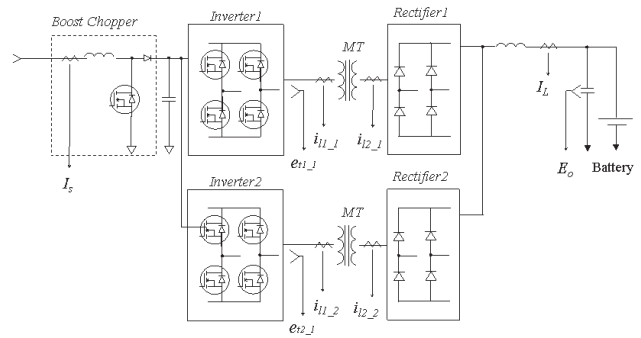 Boost Chopper
Inverter1
Rectifier1
MT
I_s
e_t1_1
i_l1_1
i_l2_1
I_L
E_o
Battery
Inverter2
Rectifier2
MT
e_t2_1
i_l1_2
i_l2_2